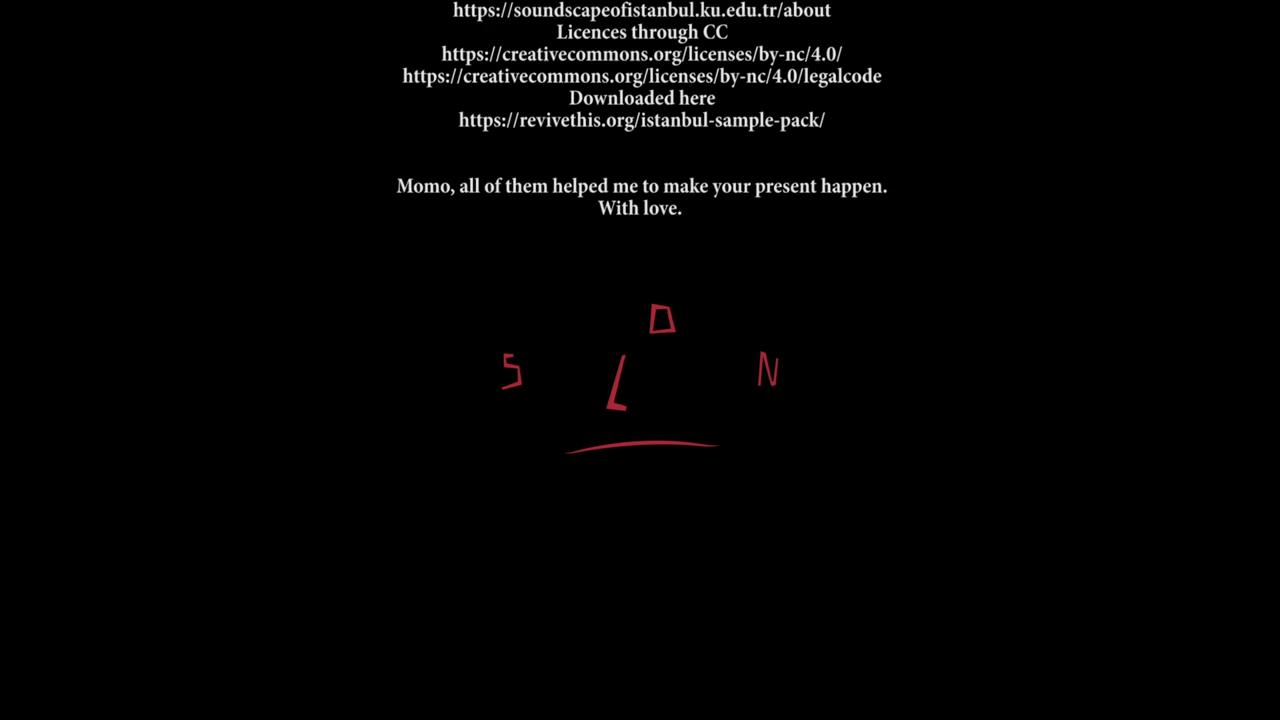 https://soundscapeofistanbul.ku.edu.tr/about
Licences through CC
https://creativecommons.org/licenses/by-nc/4.0/
https://creativecommons.org/licenses/by-nc/4.0/legalcode
Downloaded here
https://revivethis.org/istanbul-sample-pack/
Momo, all of them helped me to make your present happen.
With love.
S L O N